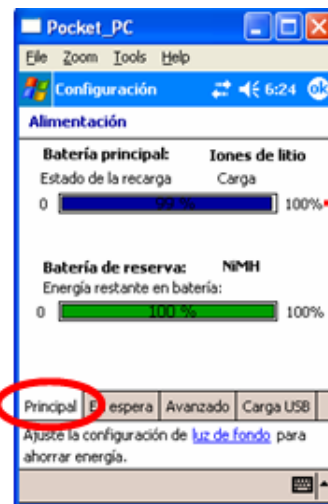 Pocket_PC
File Zoom Tools Help
Configuración 6:24 ok
Alimentación
Batería principal: Iones de litio
Estado de la recarga Carga
0 99 % 100%
Batería de reserva: NiMH
Energía restante en batería:
0 100 % 100%
Principal En espera Avanzado Carga USB
Ajuste la configuración de luz de fondo para
ahorrar energía.